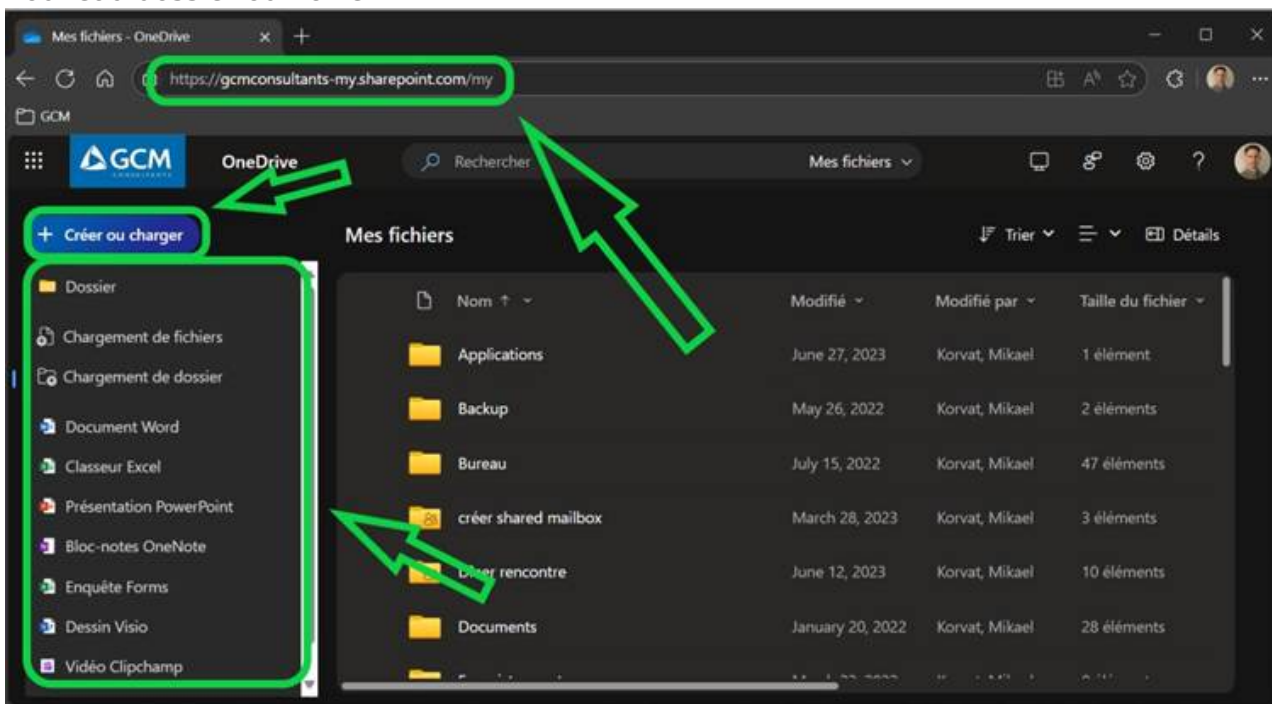 Mes fichiers - OneDrive
https://gcmconsultants-my.sharepoint.com/my
GCM
GCM
CONSULTANTS
OneDrive
Rechercher
Mes fichiers
?
+ Créer ou charger
Mes fichiers
Trier
Détails
Dossier
Chargement de fichiers
Chargement de dossier
Document Word
Classeur Excel
Présentation PowerPoint
Bloc-notes OneNote
Enquête Forms
Dessin Visio
Vidéo Clipchamp
Nom ↑ Modifié Modifié par Taille du fichier
Applications June 27, 2023 Korvat, Mikael 1 élément
Backup May 26, 2022 Korvat, Mikael 2 éléments
Bureau July 15, 2022 Korvat, Mikael 47 éléments
créer shared mailbox March 28, 2023 Korvat, Mikael 3 éléments
Dîner rencontre June 12, 2023 Korvat, Mikael 10 éléments
Documents January 20, 2022 Korvat, Mikael 28 éléments